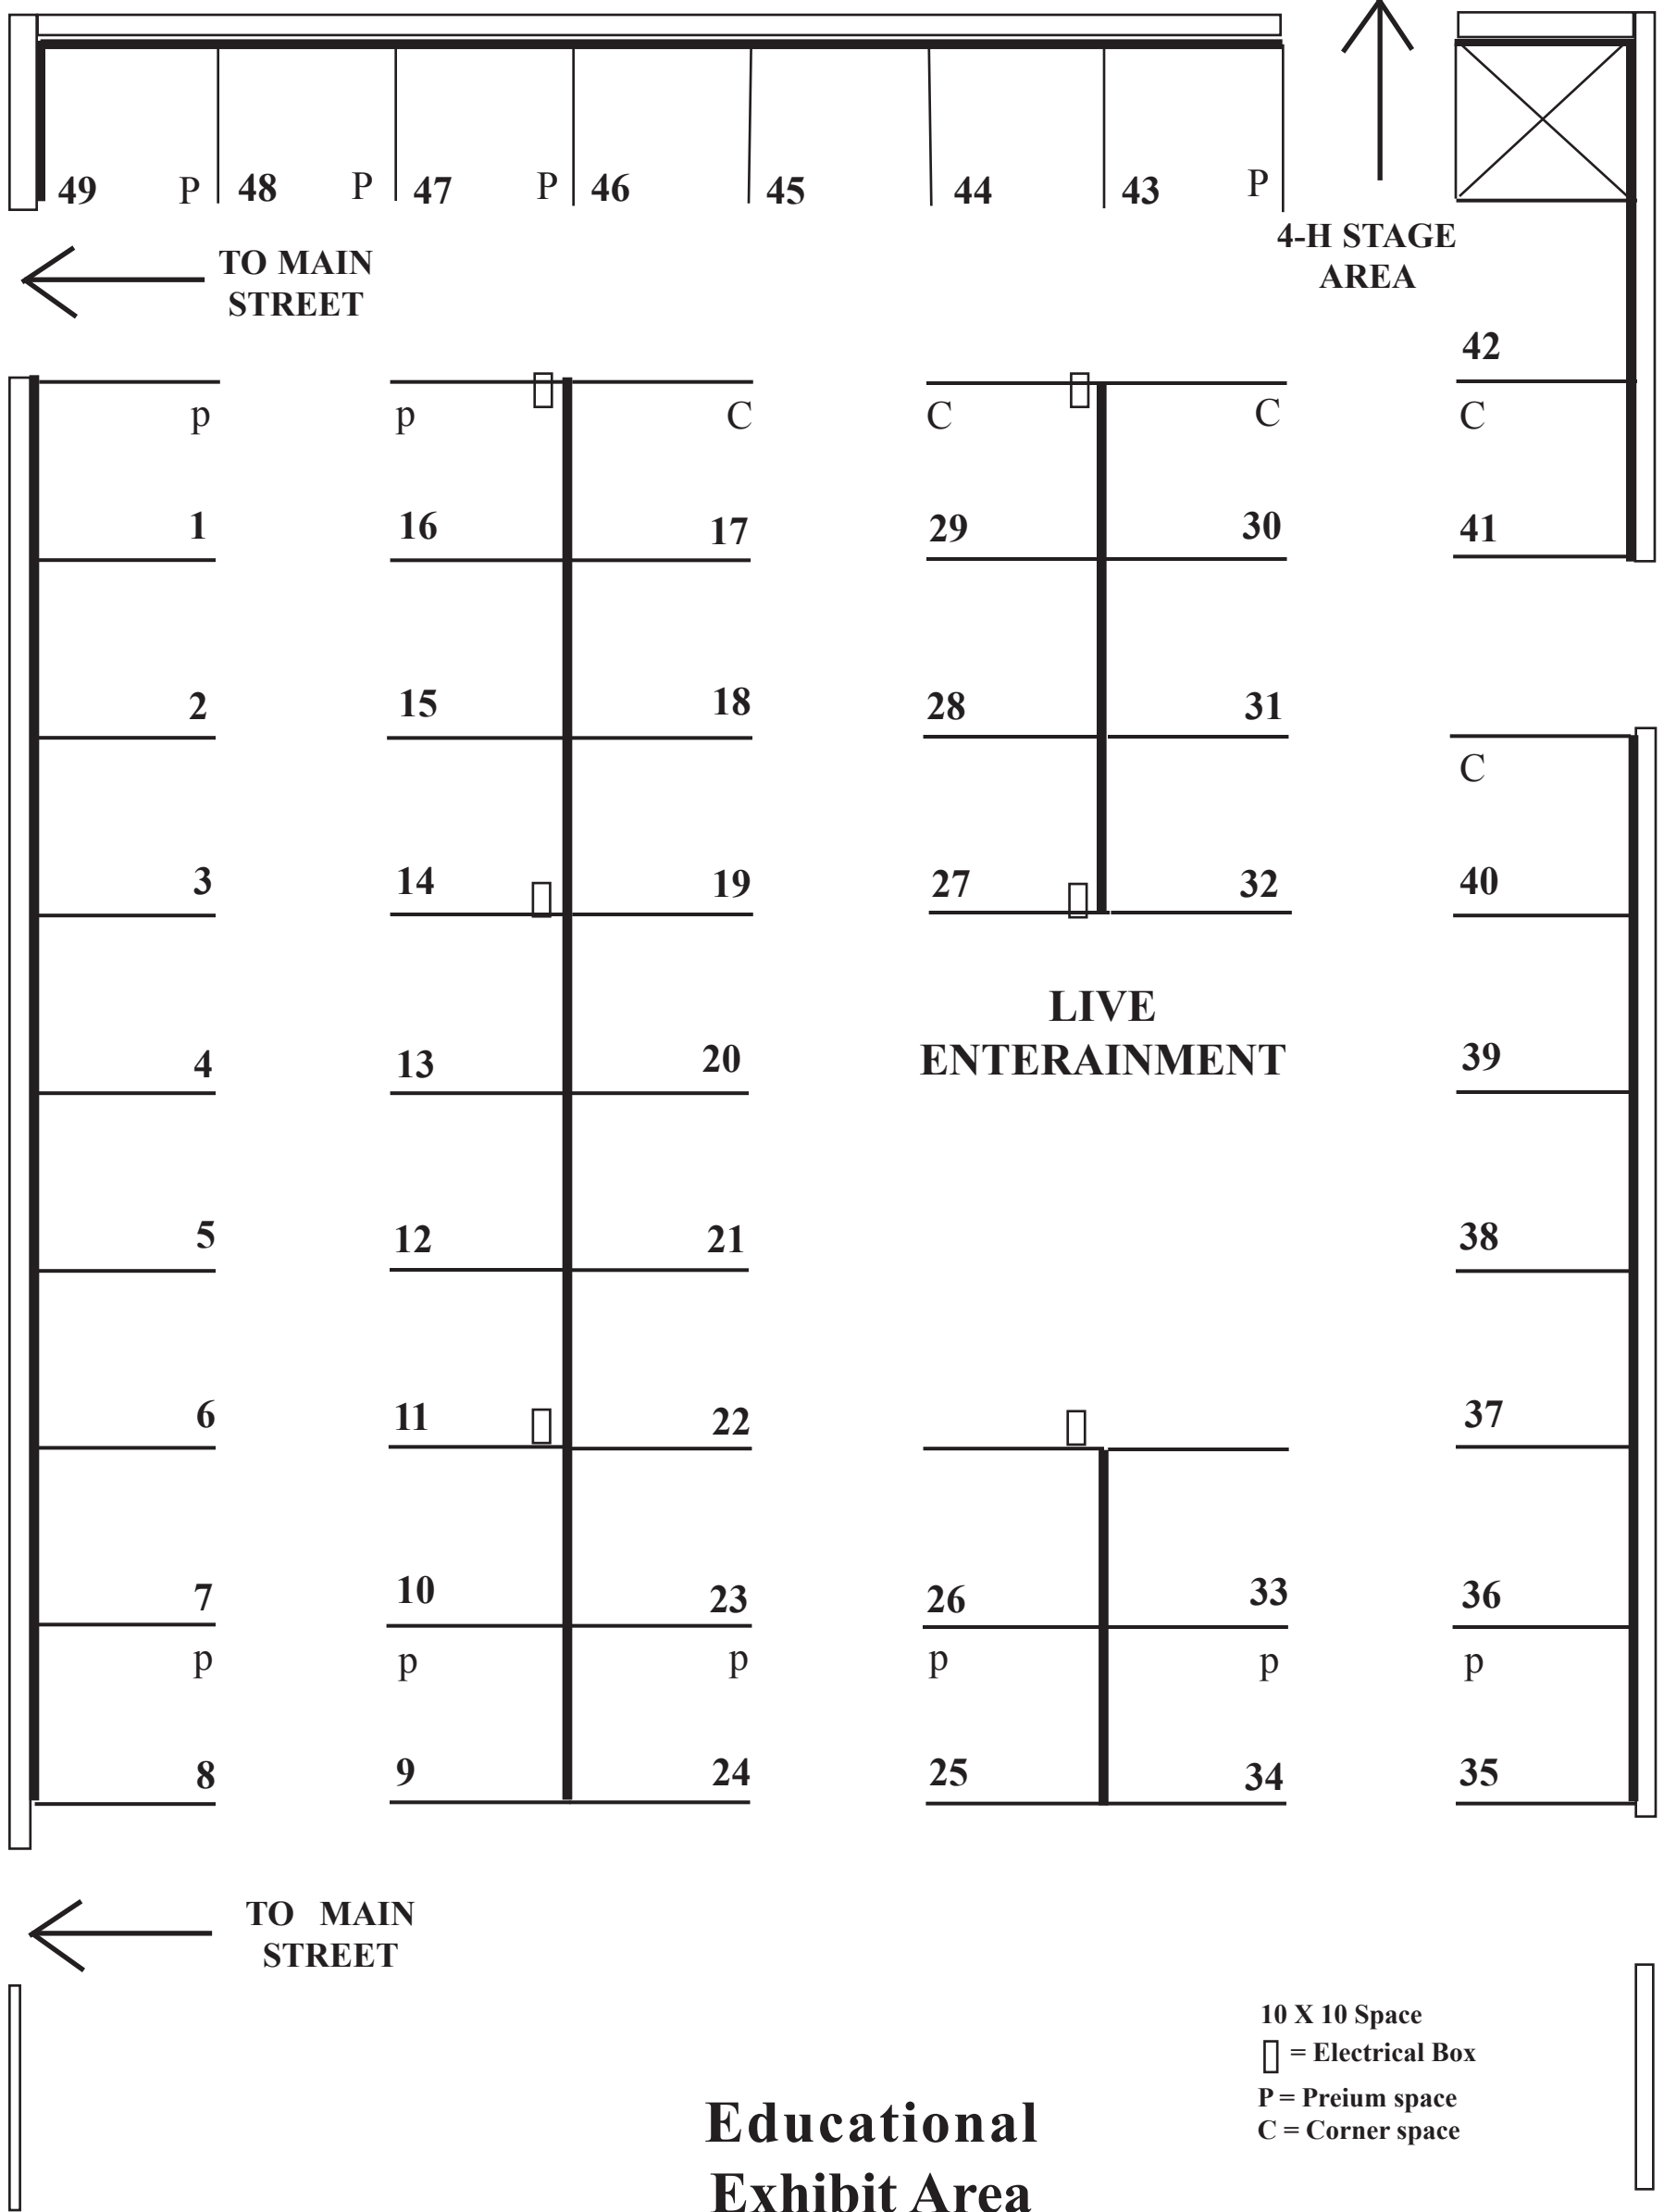 49 P 48 P 47 P 46 45 44 43 P
4-H STAGE
AREA
TO MAIN
STREET
42
p p C C C C
1 16 17 29 30 41
2 15 18 28 31
C
3 14 19 27 32 40
LIVE
ENTERAINMENT
4 13 20 39
5 12 21 38
6 11 22 37
7 10 23 26 33 36
p p p p p p
8 9 24 25 34 35
TO MAIN
STREET
10 X 10 Space
= Electrical Box
P = Preium space
C = Corner space
Educational
Exhibit Area